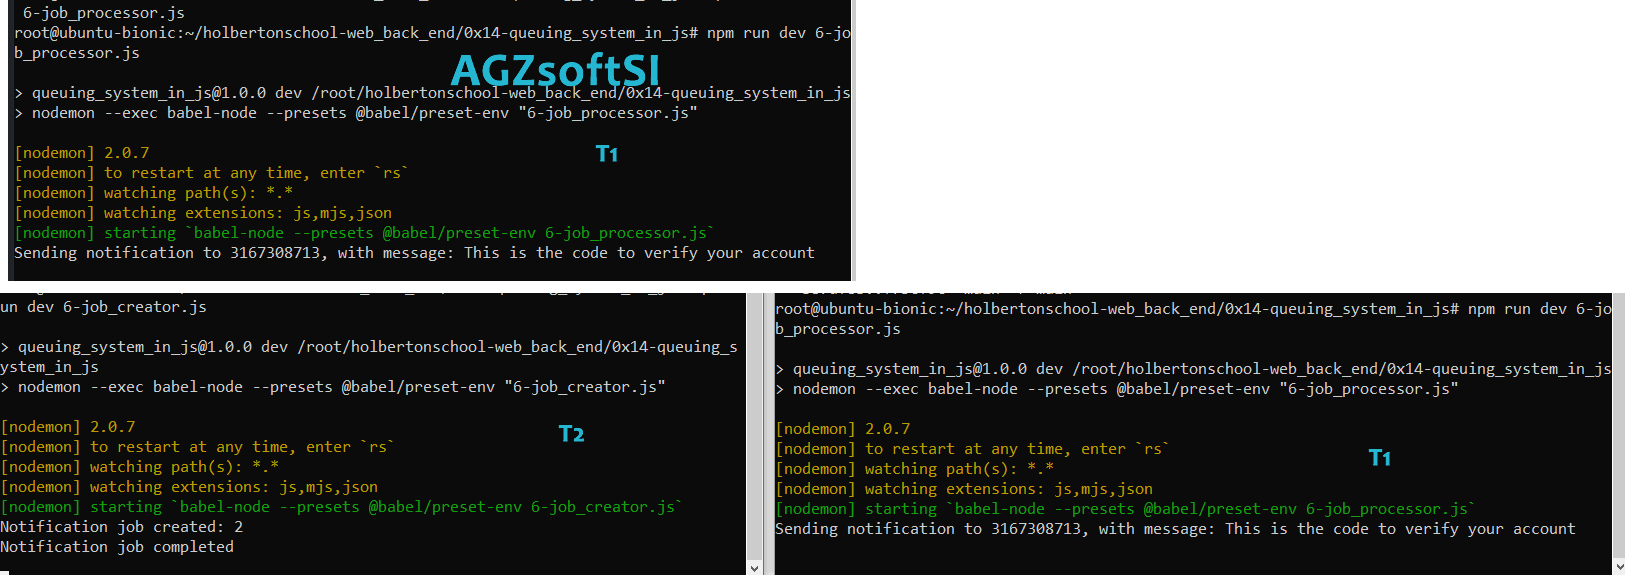 6-job_processor.js
root@ubuntu-bionic:~/holbertonschool-web_back_end/0x14-queuing_system_in_js# npm run dev 6-jo
b_processor.js
AGZsoftSI
> queuing_system_in_js@1.0.0 dev /root/holbertonschool-web_back_end/0x14-queuing_system_in_js
> nodemon --exec babel-node --presets @babel/preset-env "6-job_processor.js"
T1
[nodemon] 2.0.7
[nodemon] to restart at any time, enter `rs`
[nodemon] watching path(s): *.*
[nodemon] watching extensions: js,mjs,json
[nodemon] starting `babel-node --presets @babel/preset-env 6-job_processor.js`
Sending notification to 3167308713, with message: This is the code to verify your account
un dev 6-job_creator.js
> queuing_system_in_js@1.0.0 dev /root/holbertonschool-web_back_end/0x14-queuing_s
ystem_in_js
> nodemon --exec babel-node --presets @babel/preset-env "6-job_creator.js"
[nodemon] 2.0.7
T2
[nodemon] to restart at any time, enter `rs`
[nodemon] watching path(s): *.*
[nodemon] watching extensions: js,mjs,json
[nodemon] starting `babel-node --presets @babel/preset-env 6-job_creator.js`
Notification job created: 2
Notification job completed
root@ubuntu-bionic:~/holbertonschool-web_back_end/0x14-queuing_system_in_js# npm run dev 6-jo
b_processor.js
> queuing_system_in_js@1.0.0 dev /root/holbertonschool-web_back_end/0x14-queuing_system_in_js
> nodemon --exec babel-node --presets @babel/preset-env "6-job_processor.js"
[nodemon] 2.0.7
[nodemon] to restart at any time, enter `rs`
T1
[nodemon] watching path(s): *.*
[nodemon] watching extensions: js,mjs,json
[nodemon] starting `babel-node --presets @babel/preset-env 6-job_processor.js`
Sending notification to 3167308713, with message: This is the code to verify your account